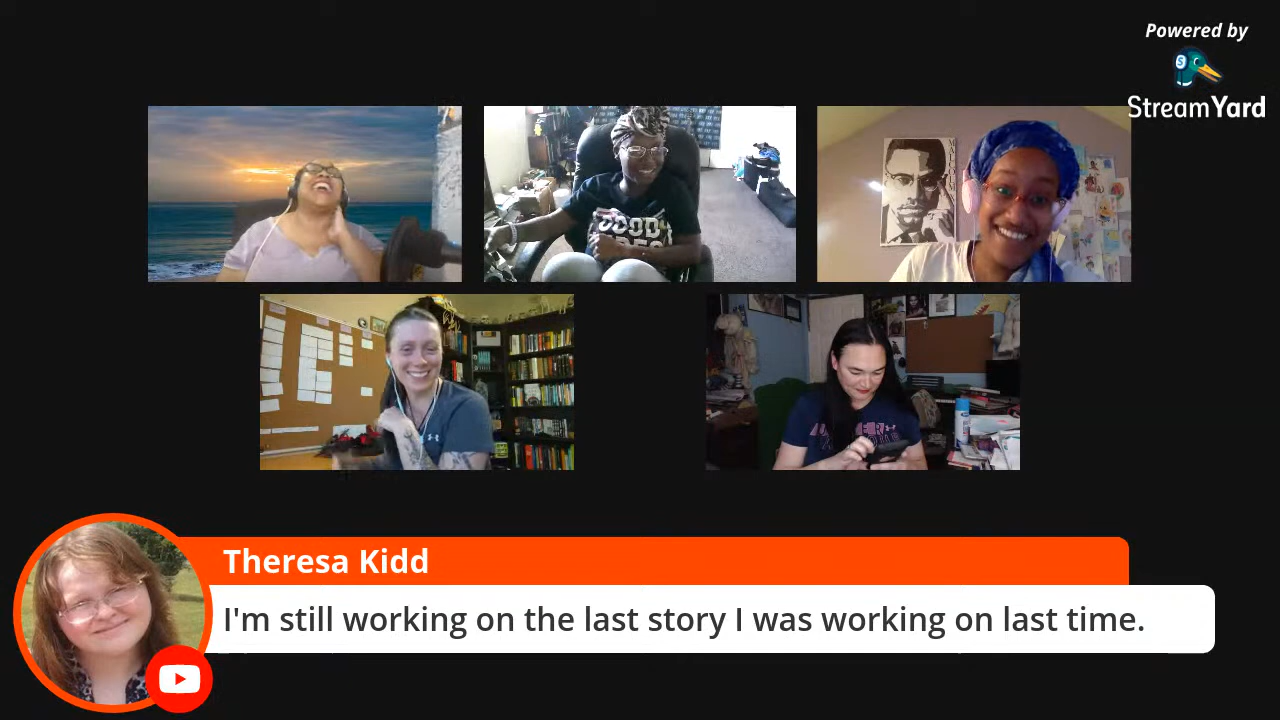 Powered by
StreamYard
Theresa Kidd
I'm still working on the last story I was working on last time.